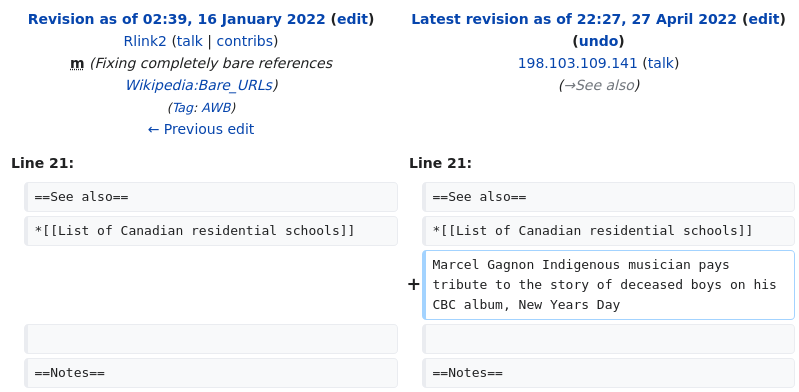 Revision as of 02:39, 16 January 2022 (edit)
Rlink2 (talk | contribs)
m (Fixing completely bare references
Wikipedia:Bare_URLs)
(Tag: AWB)
← Previous edit
Latest revision as of 22:27, 27 April 2022 (edit)
(undo)
198.103.109.141 (talk)
(→See also)
Line 21:
Line 21:
==See also==
==See also==
*[[List of Canadian residential schools]]
*[[List of Canadian residential schools]]
+
Marcel Gagnon Indigenous musician pays
tribute to the story of deceased boys on his
CBC album, New Years Day
==Notes==
==Notes==